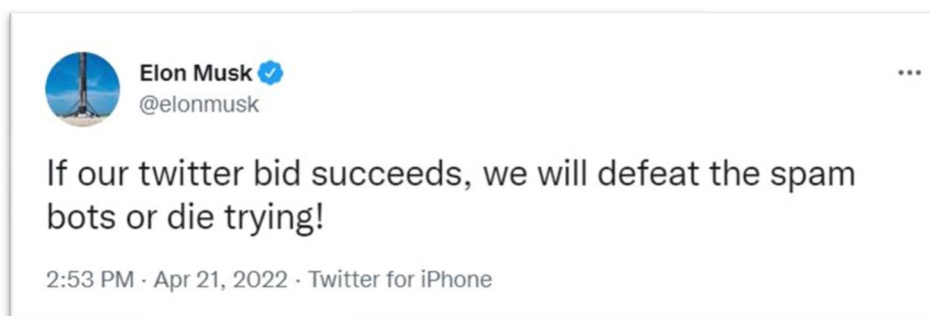 Elon Musk
@elonmusk
If our twitter bid succeeds, we will defeat the spam
bots or die trying!
2:53 PM · Apr 21, 2022 · Twitter for iPhone